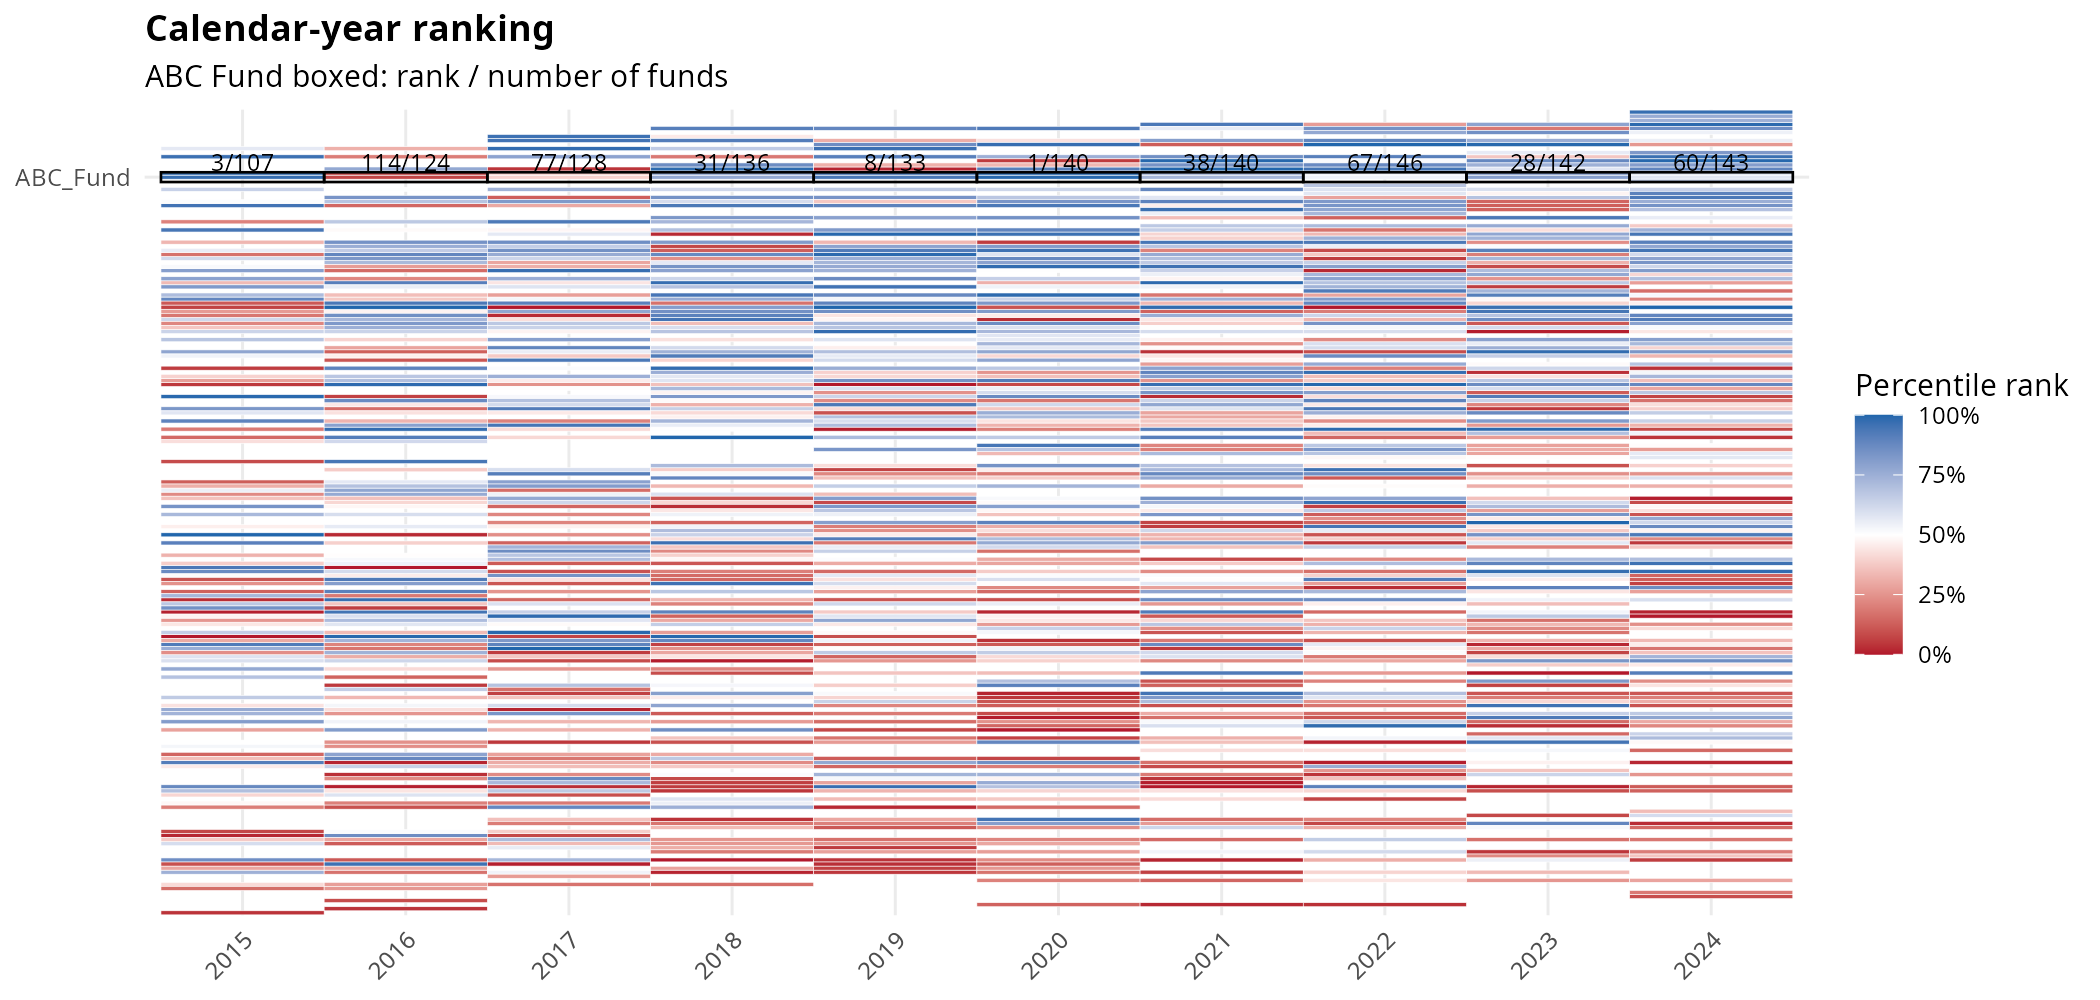 Calendar-year ranking
ABC Fund boxed: rank / number of funds
3/107 114/124 77/128 31/136 8/133 1/140 38/140 67/146 28/142 60/143
ABC_Fund
Percentile rank
100%
75%
50%
25%
0%
2015 2016 2017 2018 2019 2020 2021 2022 2023 2024